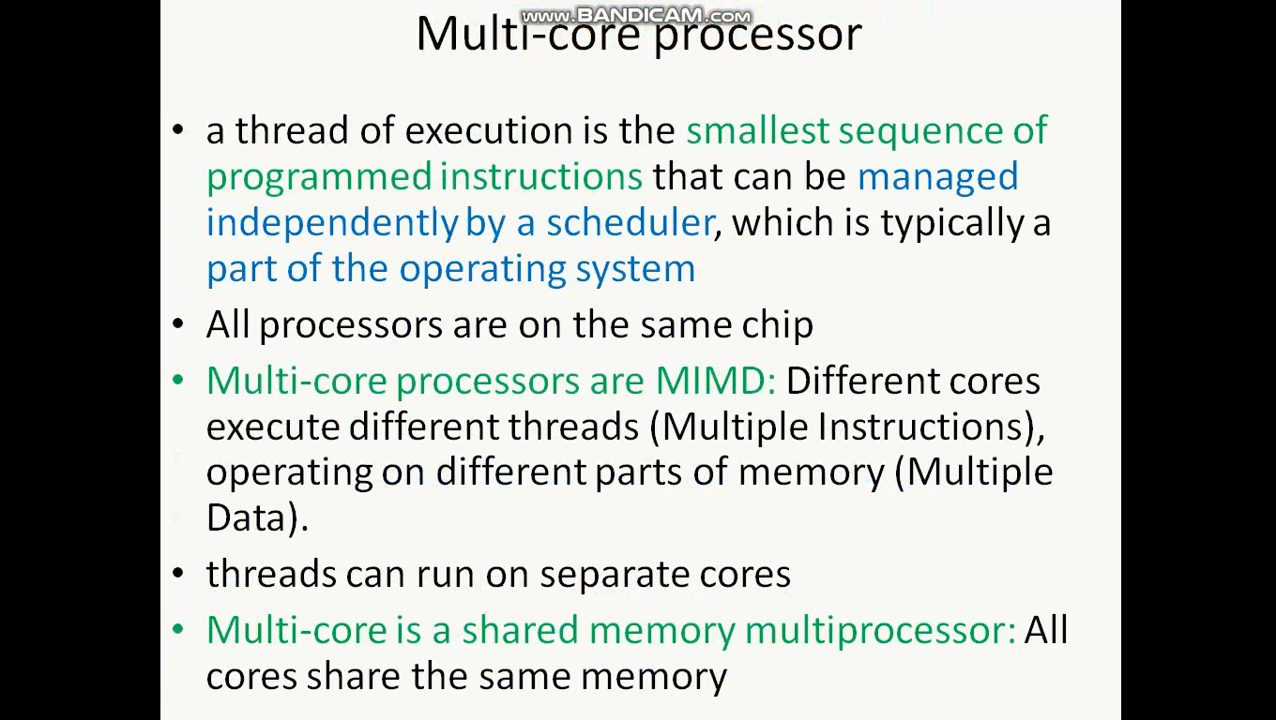 www.BANDICAM.com
Multi-core processor
• a thread of execution is the smallest sequence of
programmed instructions that can be managed
independently by a scheduler, which is typically a
part of the operating system
• All processors are on the same chip
• Multi-core processors are MIMD: Different cores
execute different threads (Multiple Instructions),
operating on different parts of memory (Multiple
Data).
• threads can run on separate cores
• Multi-core is a shared memory multiprocessor: All
cores share the same memory